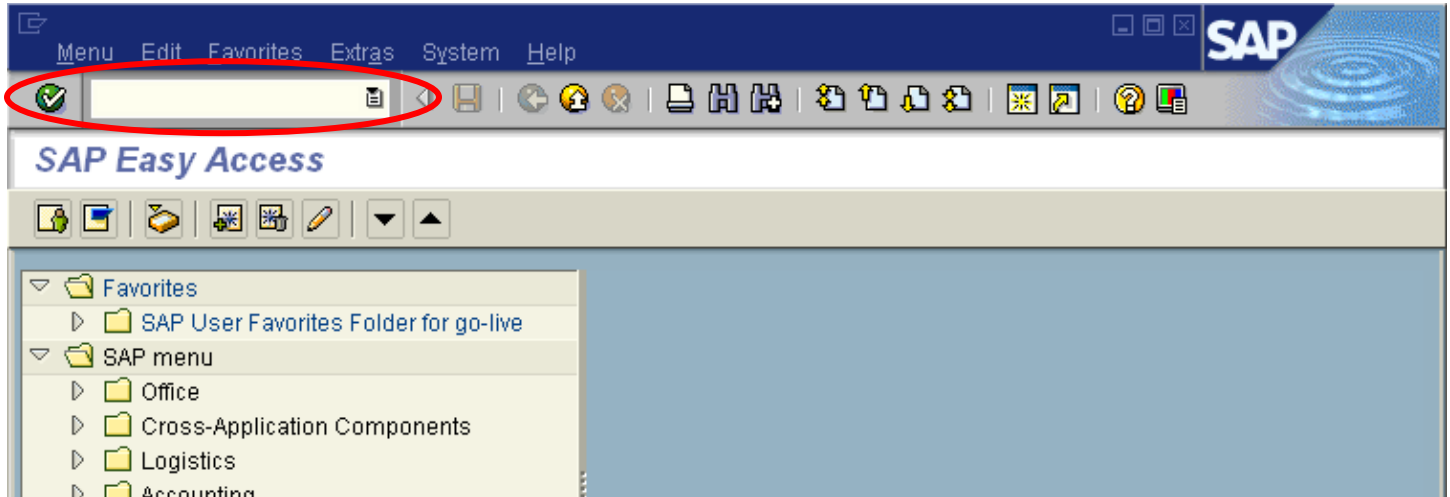 Menu Edit Favorites Extras System Help
SAP
SAP Easy Access
Favorites
SAP User Favorites Folder for go-live
SAP menu
Office
Cross-Application Components
Logistics
Accounting